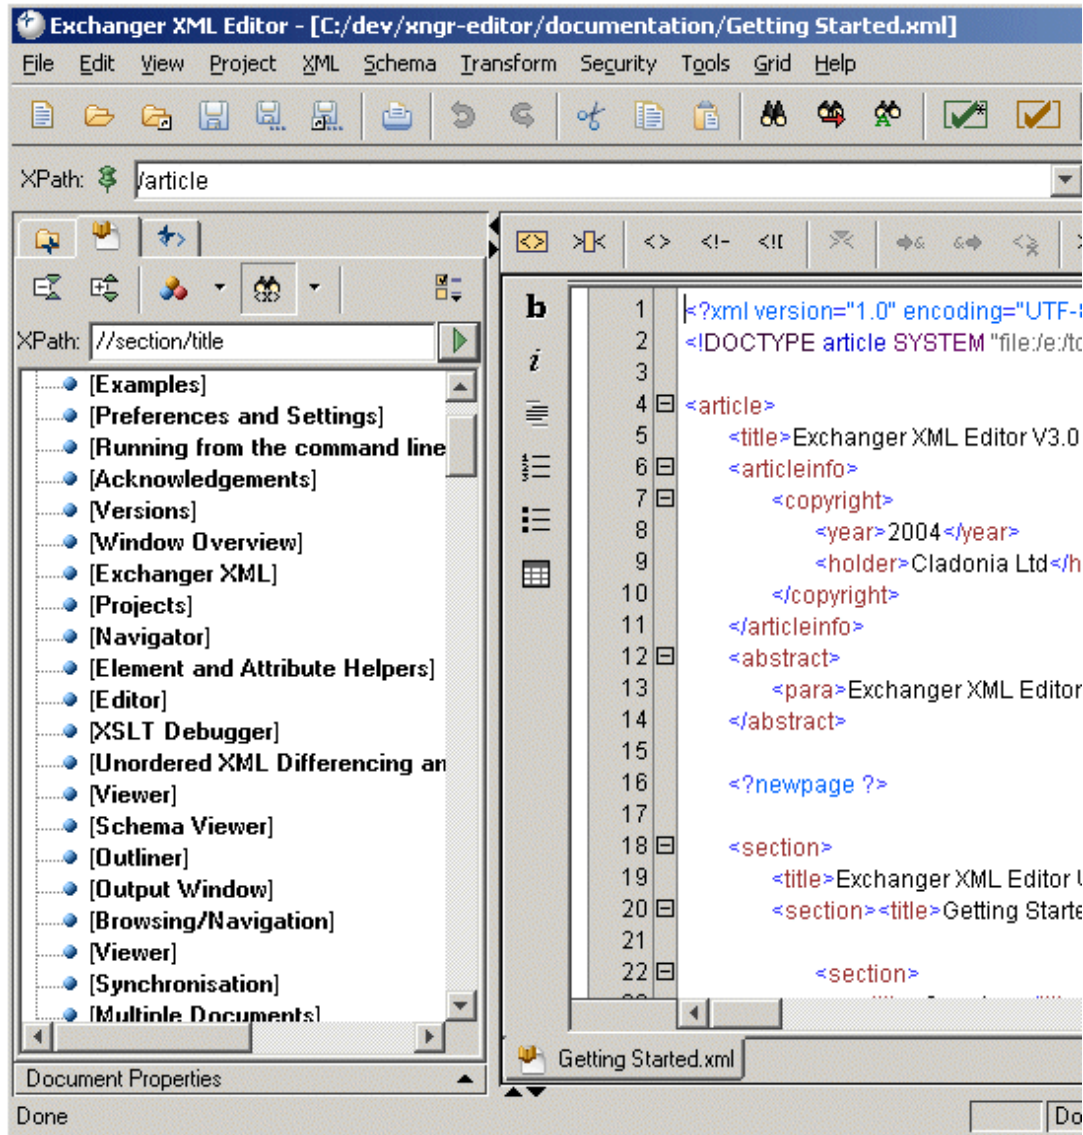 Exchanger XML Editor - [C:/dev/xngr-editor/documentation/Getting Started.xml]
File Edit View Project XML Schema Transform Security Tools Grid Help
XPath: /article
XPath: //section/title
[Examples]
[Preferences and Settings]
[Running from the command line
[Acknowledgements]
[Versions]
[Window Overview]
[Exchanger XML]
[Projects]
[Navigator]
[Element and Attribute Helpers]
[Editor]
[XSLT Debugger]
[Unordered XML Differencing an
[Viewer]
[Schema Viewer]
[Outliner]
[Output Window]
[Browsing/Navigation]
[Viewer]
[Synchronisation]
[Multiple Documents]
Document Properties
Done
b
i
1 <?xml version="1.0" encoding="UTF-8
2 <!DOCTYPE article SYSTEM "file:/e:/to
3
4 <article>
5 <title>Exchanger XML Editor V3.0
6 <articleinfo>
7 <copyright>
8 <year>2004</year>
9 <holder>Cladonia Ltd</h
10 </copyright>
11 </articleinfo>
12 <abstract>
13 <para>Exchanger XML Editor
14 </abstract>
15
16 <?newpage ?>
17
18 <section>
19 <title>Exchanger XML Editor U
20 <section><title>Getting Starte
21
22 <section>
Getting Started.xml
Do